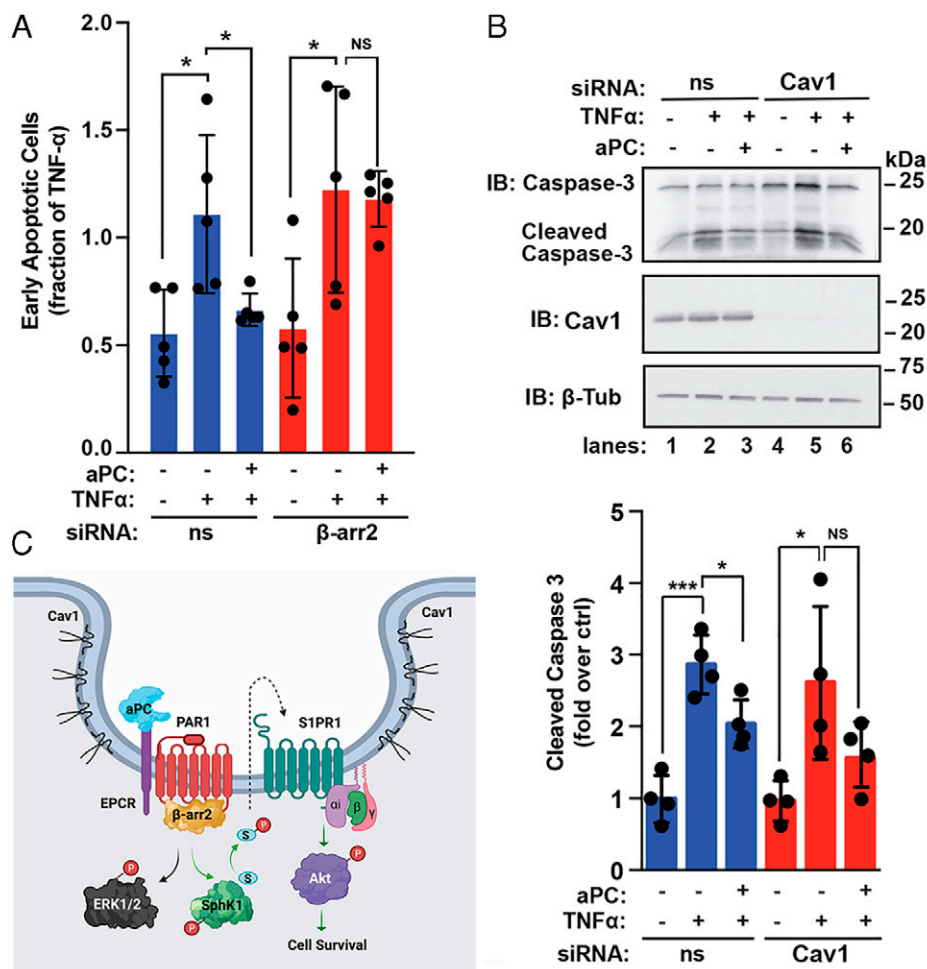 A
Early Apoptotic Cells
(fraction of TNF-α)
2.0
1.5
1.0
0.5
0.0
*
*
*
NS
aPC: - - + - - +
TNFα: - + + - + +
siRNA: ns β-arr2
B
siRNA: ns Cav1
TNFα: - + + - + +
aPC: - - + - - +
kDa
IB: Caspase-3
25
Cleaved
Caspase-3
20
IB: Cav1
25
20
IB: β-Tub
75
50
lanes: 1 2 3 4 5 6
Cleaved Caspase 3
(fold over ctrl)
5
4
3
2
1
0
***
*
*
NS
aPC: - - + - - +
TNFα: - + + - + +
siRNA: ns Cav1
C
Cav1
Cav1
aPC
PAR1
S1PR1
EPCR
β-arr2
αi
β
γ
P
S
S
P
ERK1/2
P
SphK1
P
Akt
Cell Survival